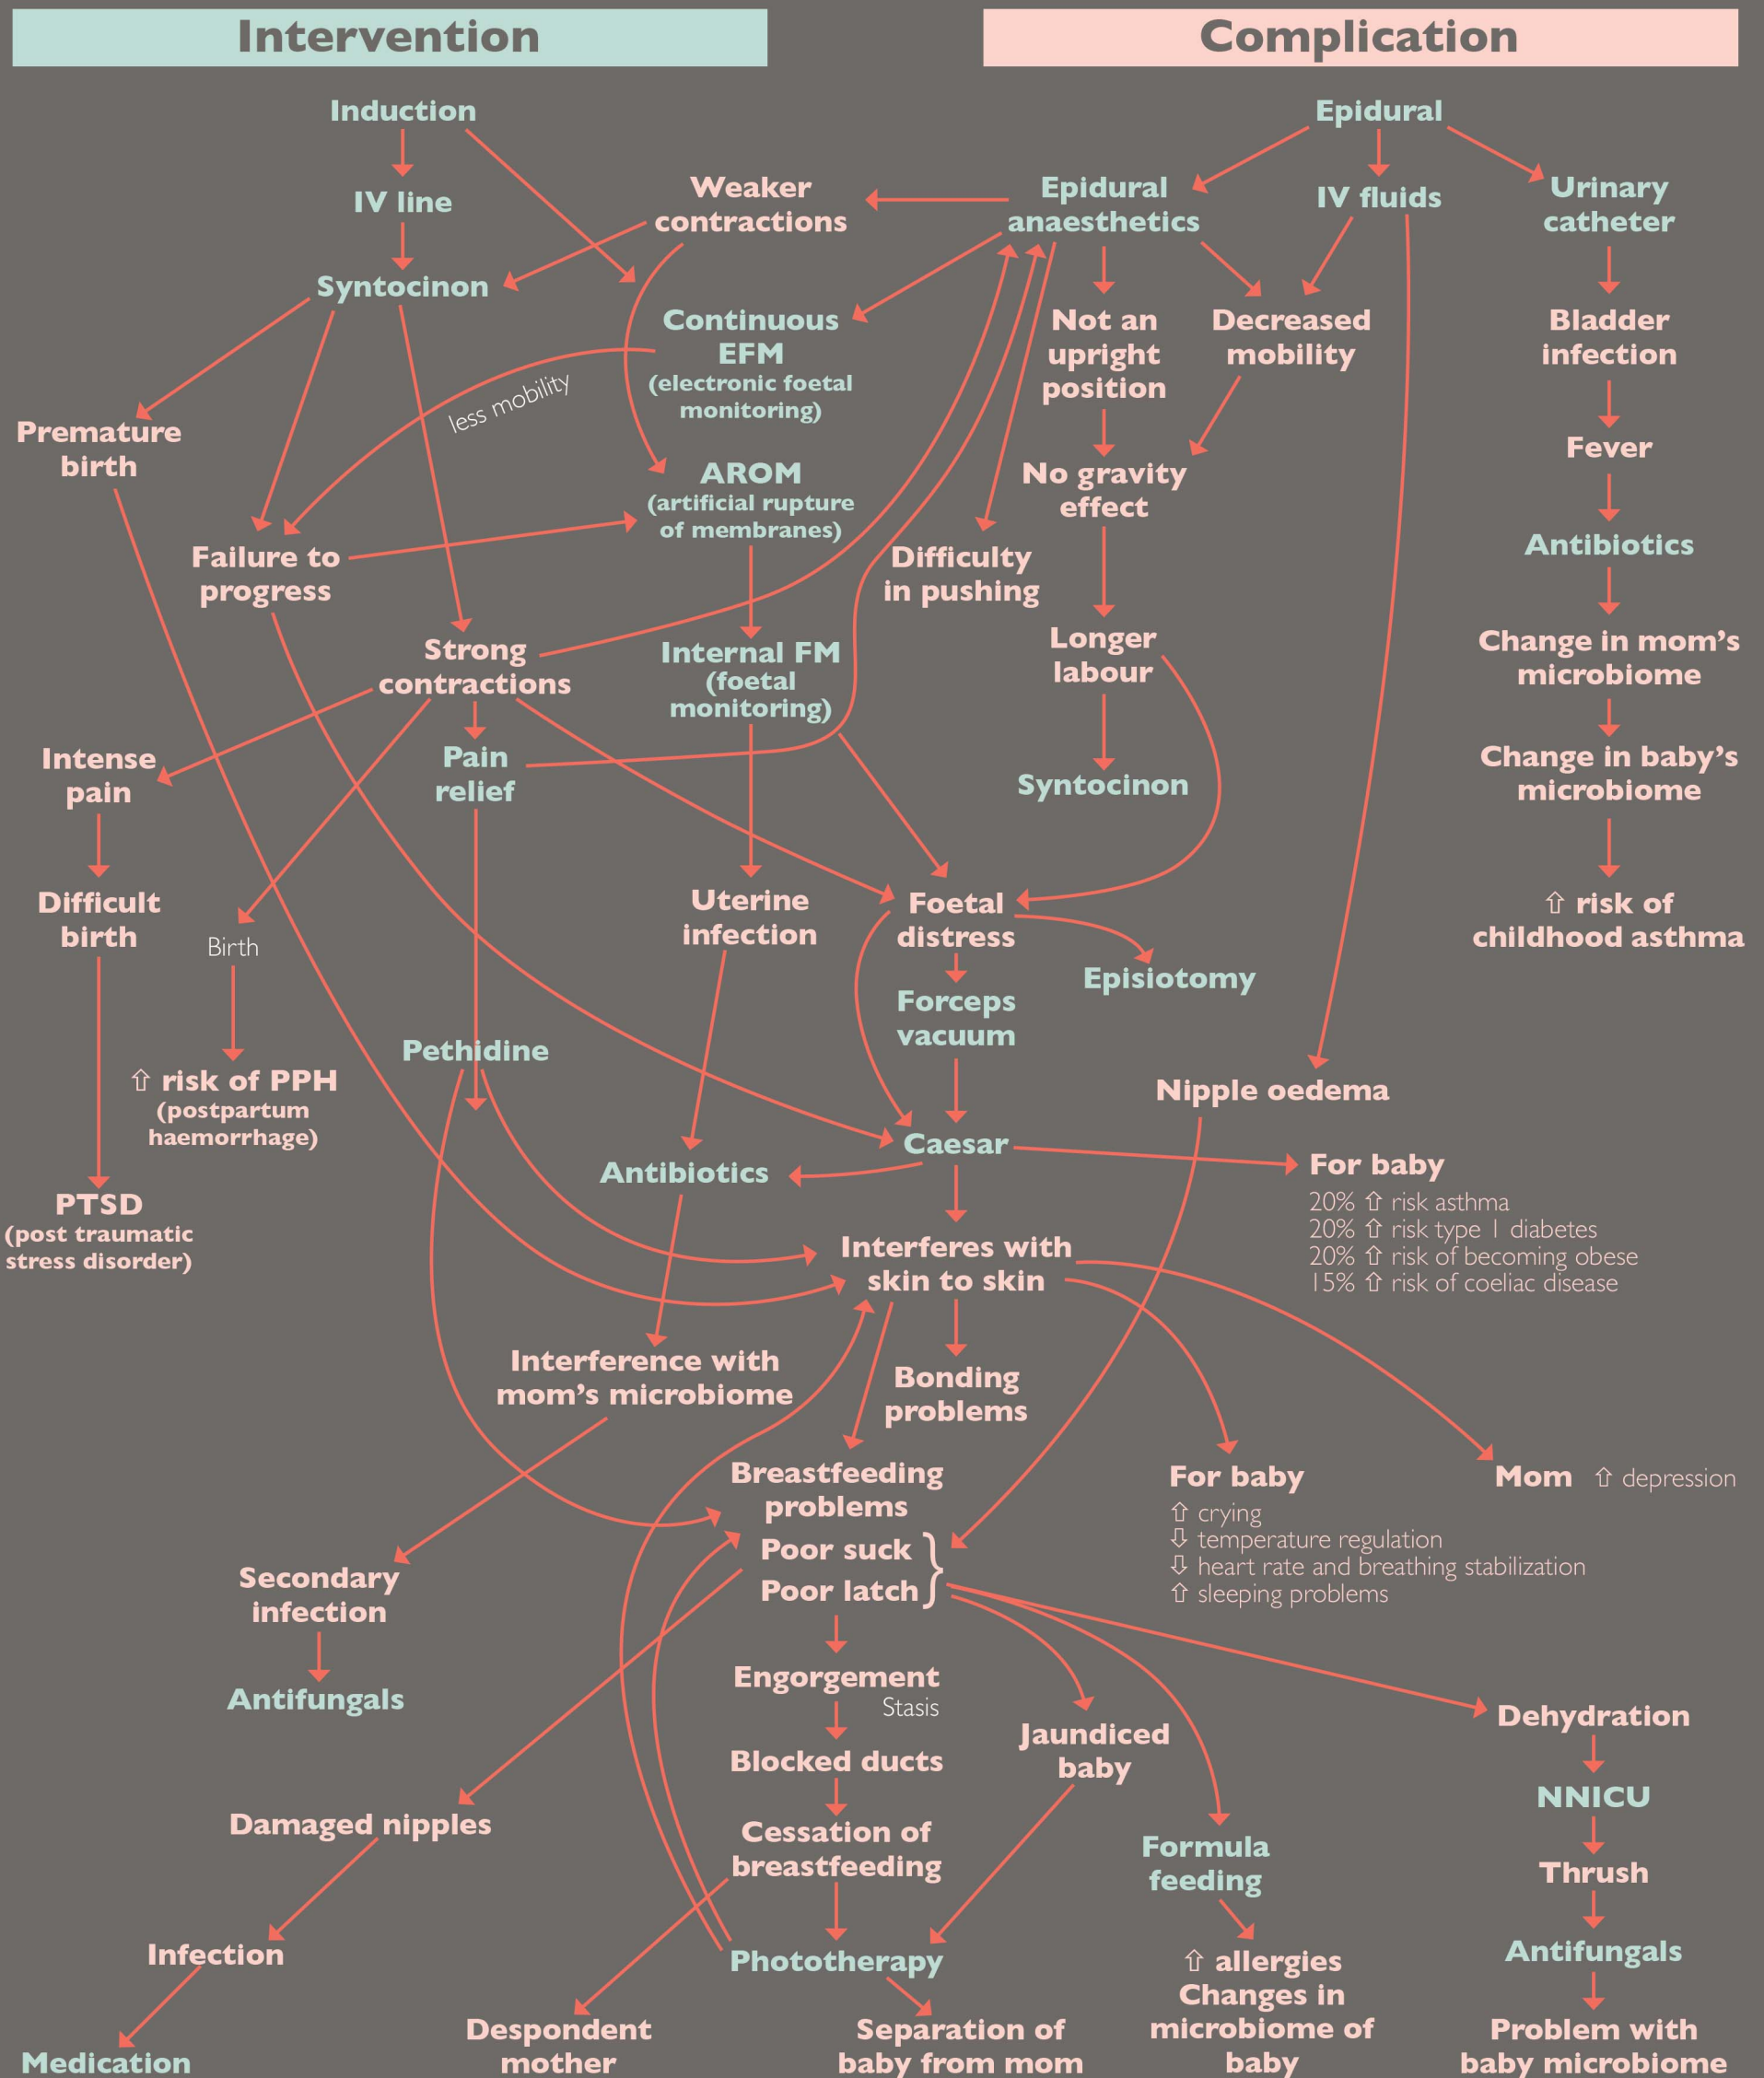 Intervention
Complication
Induction
Epidural
IV line
Weaker
contractions
Epidural
anaesthetics
IV fluids
Urinary
catheter
Syntocinon
Continuous
EFM
(electronic foetal
monitoring)
Not an
upright
position
Decreased
mobility
Bladder
infection
less mobility
Premature
birth
Fever
AROM
(artificial rupture
of membranes)
No gravity
effect
Failure to
progress
Difficulty
in pushing
Antibiotics
Strong
contractions
Internal FM
(foetal
monitoring)
Longer
labour
Change in mom's
microbiome
Intense
pain
Pain
relief
Syntocinon
Change in baby's
microbiome
Difficult
birth
Birth
Uterine
infection
Foetal
distress
⇧ risk of
childhood asthma
Episiotomy
Forceps
vacuum
Pethidine
⇧ risk of PPH
(postpartum
haemorrhage)
Nipple oedema
Caesar
PTSD
(post traumatic
stress disorder)
Antibiotics
For baby
20% ⇧ risk asthma
20% ⇧ risk type 1 diabetes
20% ⇧ risk of becoming obese
15% ⇧ risk of coeliac disease
Interferes with
skin to skin
Interference with
mom's microbiome
Bonding
problems
Breastfeeding
problems
Poor suck
Poor latch
For baby
⇧ crying
⇩ temperature regulation
⇩ heart rate and breathing stabilization
⇧ sleeping problems
Mom ⇧ depression
Secondary
infection
Antifungals
Engorgement
Stasis
Blocked ducts
Cessation of
breastfeeding
Jaundiced
baby
Dehydration
NNICU
Damaged nipples
Formula
feeding
Thrush
Infection
Phototherapy
⇧ allergies
Changes in
microbiome of
baby
Antifungals
Medication
Despondent
mother
Separation of
baby from mom
Problem with
baby microbiome